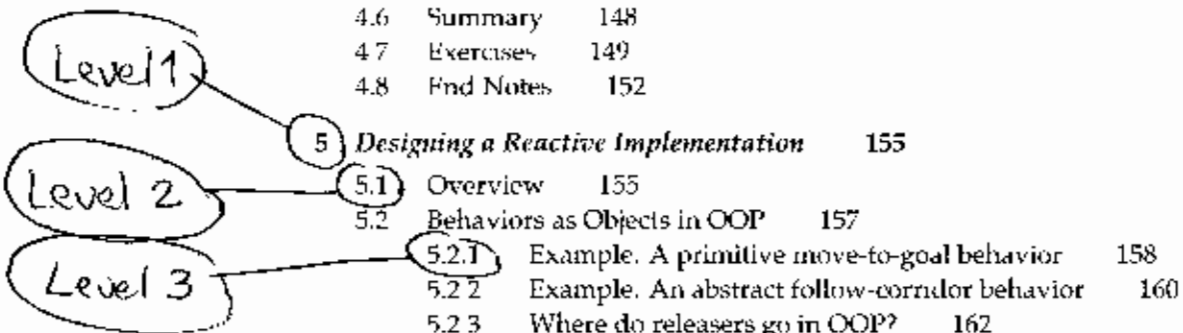 4.6 Summary 148
4.7 Exercises 149
4.8 End Notes 152
Level 1
5 Designing a Reactive Implementation 155
Level 2
5.1 Overview 155
5.2 Behaviors as Objects in OOP 157
Level 3
5.2.1 Example. A primitive move-to-goal behavior 158
5.2.2 Example. An abstract follow-corridor behavior 160
5.2.3 Where do releasers go in OOP? 162